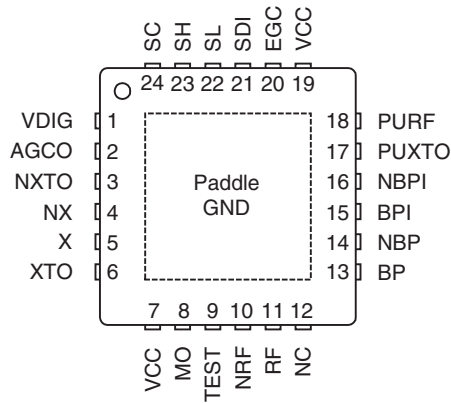 SC SH SL SDI EGC VCC
24 23 22 21 20 19
VDIG 1 18 PURF
AGCO 2 17 PUXTO
NXTO 3 16 NBPI
NX 4 15 BPI
X 5 14 NBP
XTO 6 13 BP
Paddle
GND
7 8 9 10 11 12
VCC MO TEST NRF RF NC